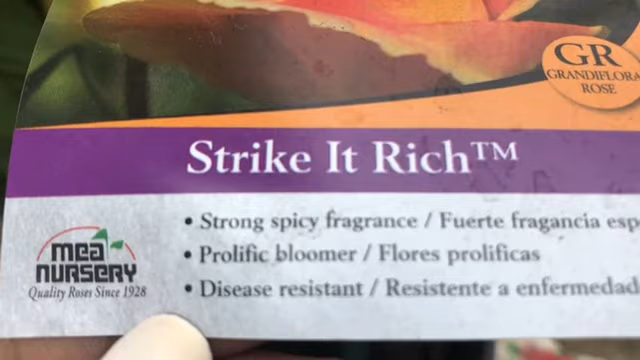 GR
GRANDIFLORA
ROSE
Strike It Rich™
• Strong spicy fragrance / Fuerte fragancia esp
• Prolific bloomer / Flores prolificas
• Disease resistant / Resistente a enfermedad
mea
NURSERY
Quality Roses Since 1928